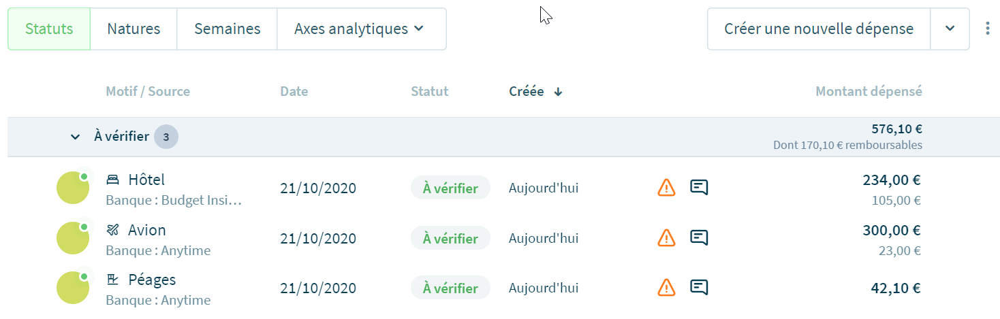 Statuts Natures Semaines Axes analytiques Créer une nouvelle dépense
Motif / Source Date Statut Créée Montant dépensé
À vérifier 3 576,10 €
Dont 170,10 € remboursables
Hôtel 21/10/2020 À vérifier Aujourd'hui 234,00 €
Banque : Budget Insi… 105,00 €
Avion 21/10/2020 À vérifier Aujourd'hui 300,00 €
Banque : Anytime 23,00 €
Péages 21/10/2020 À vérifier Aujourd'hui 42,10 €
Banque : Anytime